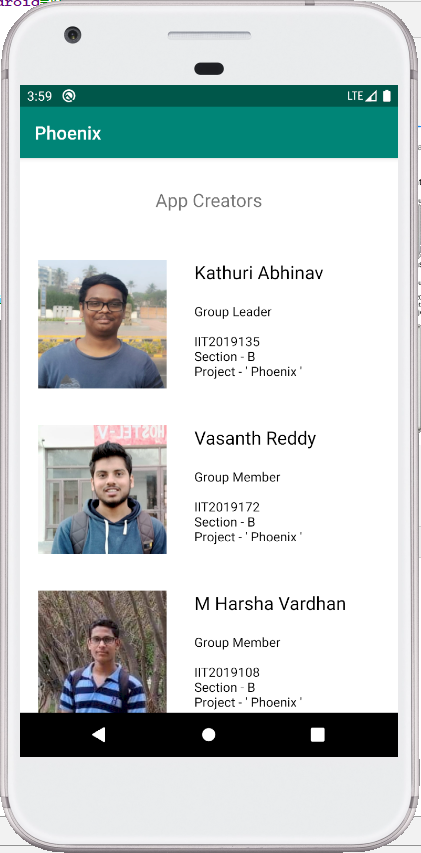 3:59 LTE
Phoenix
App Creators
Kathuri Abhinav
Group Leader
IIT2019135
Section - B
Project - ' Phoenix '
HOSTEL-V
Vasanth Reddy
Group Member
IIT2019172
Section - B
Project - ' Phoenix '
M Harsha Vardhan
Group Member
IIT2019108
Section - B
Project - ' Phoenix '